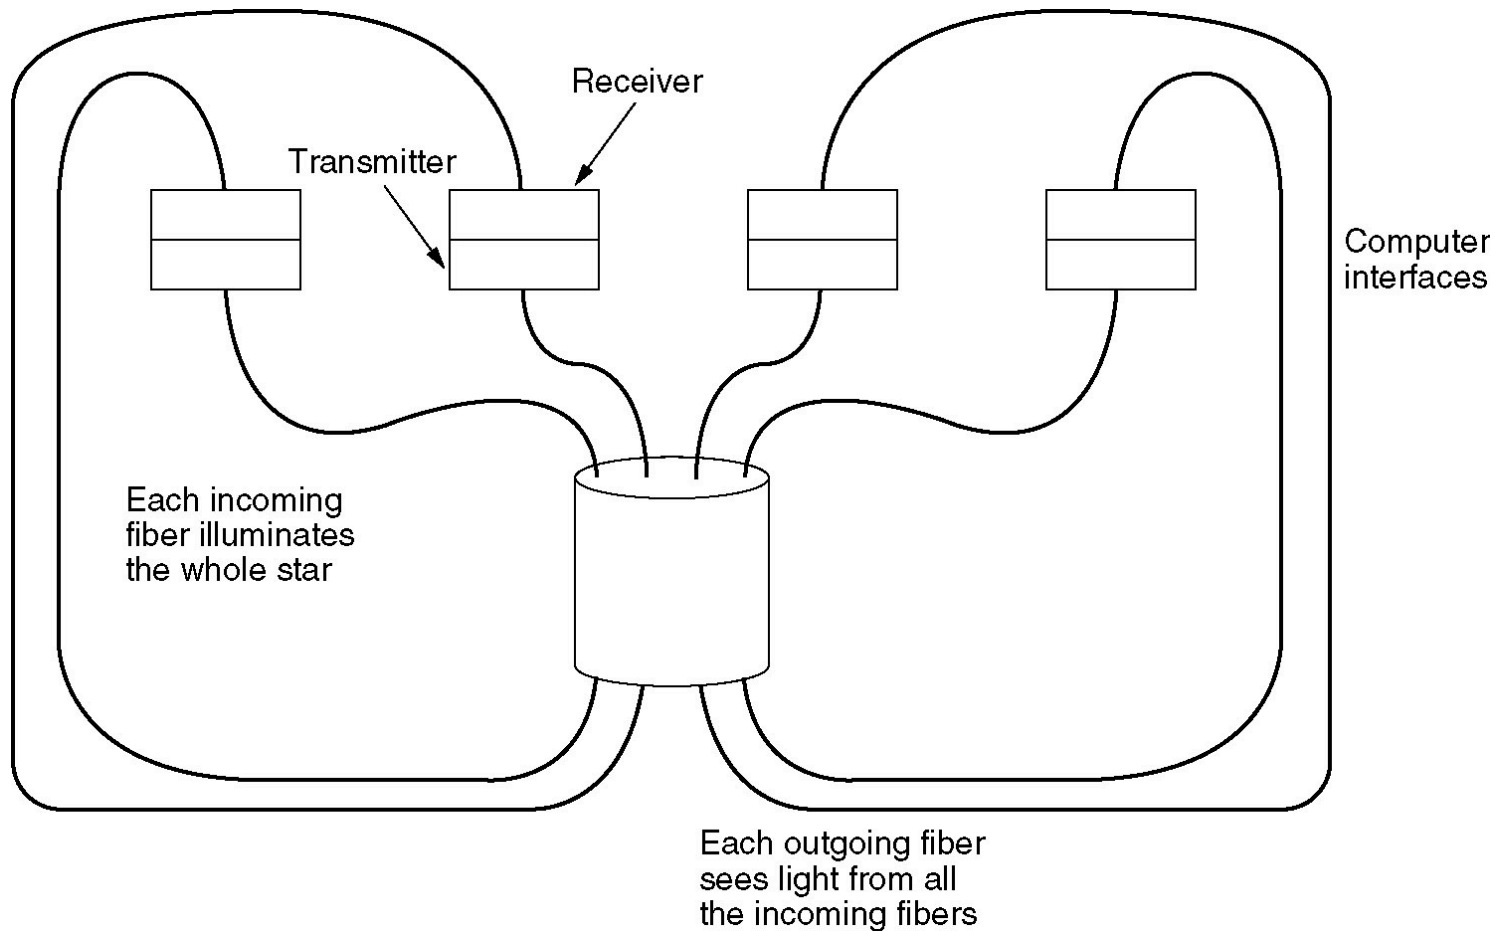 Receiver
Transmitter
Computer
interfaces
Each incoming
fiber illuminates
the whole star
Each outgoing fiber
sees light from all
the incoming fibers